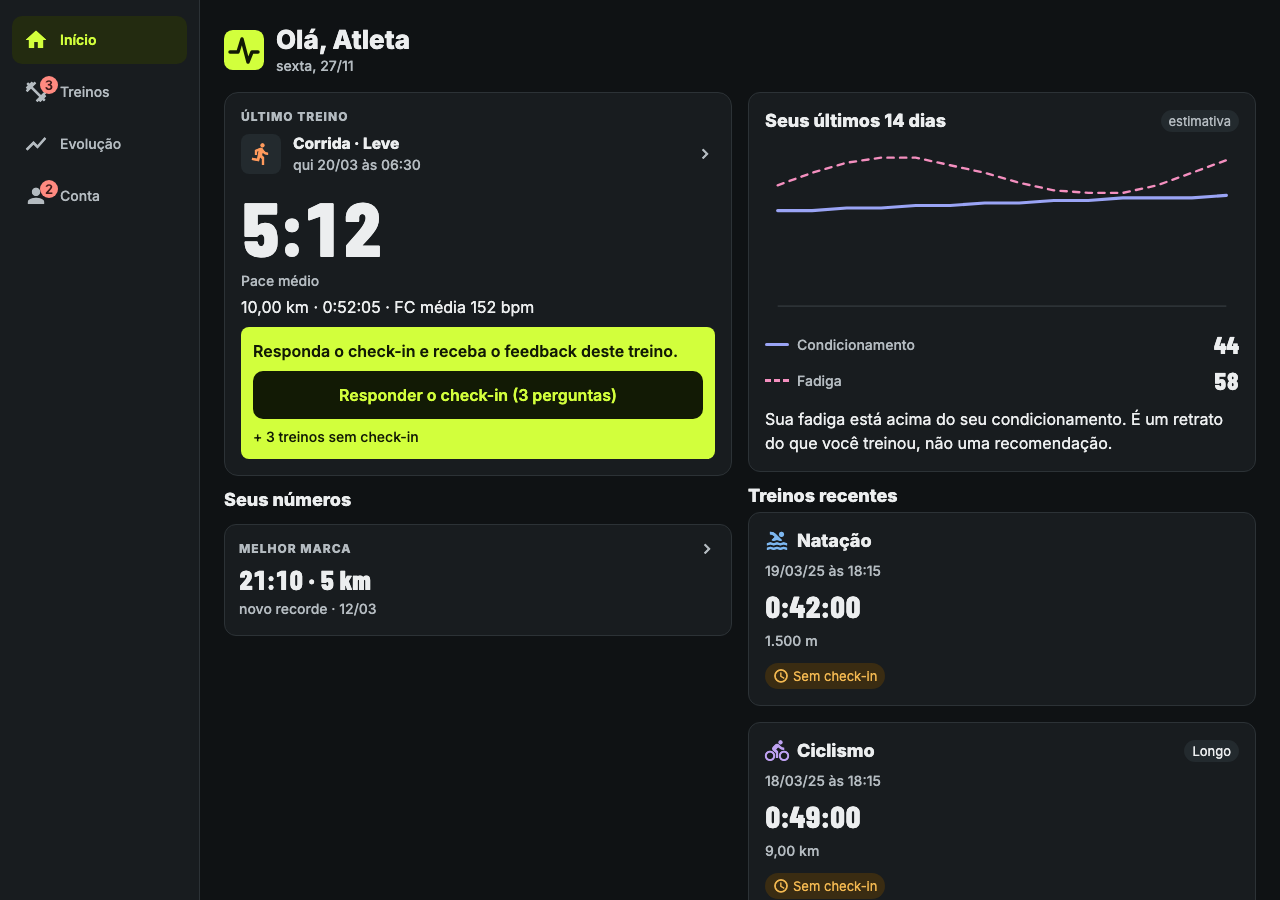 Início
3
Treinos
Evolução
2
Conta
Olá, Atleta
sexta, 27/11
ÚLTIMO TREINO
Corrida · Leve
qui 20/03 às 06:30
5:12
Pace médio
10,00 km · 0:52:05 · FC média 152 bpm
Responda o check-in e receba o feedback deste treino.
Responder o check-in (3 perguntas)
+ 3 treinos sem check-in
Seus números
MELHOR MARCA
21:10 · 5 km
novo recorde · 12/03
Seus últimos 14 dias
estimativa
Condicionamento
44
Fadiga
58
Sua fadiga está acima do seu condicionamento. É um retrato
do que você treinou, não uma recomendação.
Treinos recentes
Natação
19/03/25 às 18:15
0:42:00
1.500 m
Sem check-in
Ciclismo
Longo
18/03/25 às 18:15
0:49:00
9,00 km
Sem check-in